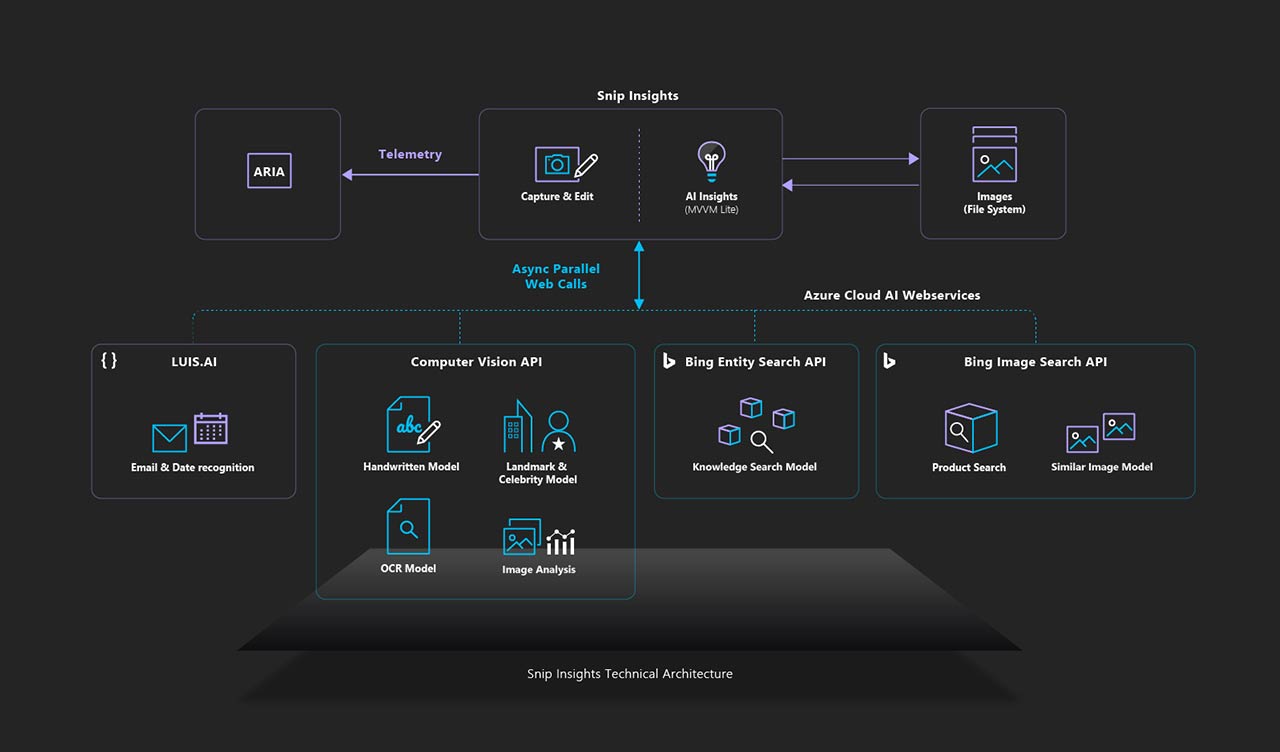 Snip Insights
ARIA
Telemetry
Capture & Edit
AI Insights
(MVVM Lite)
Images
(File System)
Async Parallel
Web Calls
Azure Cloud AI Webservices
{ }
LUIS.AI
Email & Date recognition
Computer Vision API
abc
Handwritten Model
Landmark &
Celebrity Model
OCR Model
Image Analysis
Bing Entity Search API
Knowledge Search Model
Bing Image Search API
Product Search
Similar Image Model
Snip Insights Technical Architecture